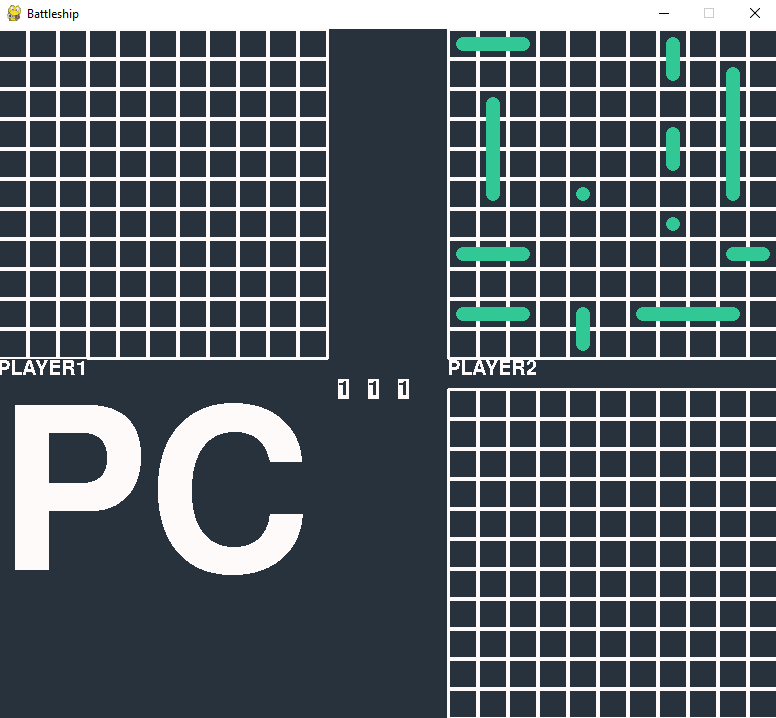 Battleship
PLAYER1
PLAYER2
1 1 1
PC